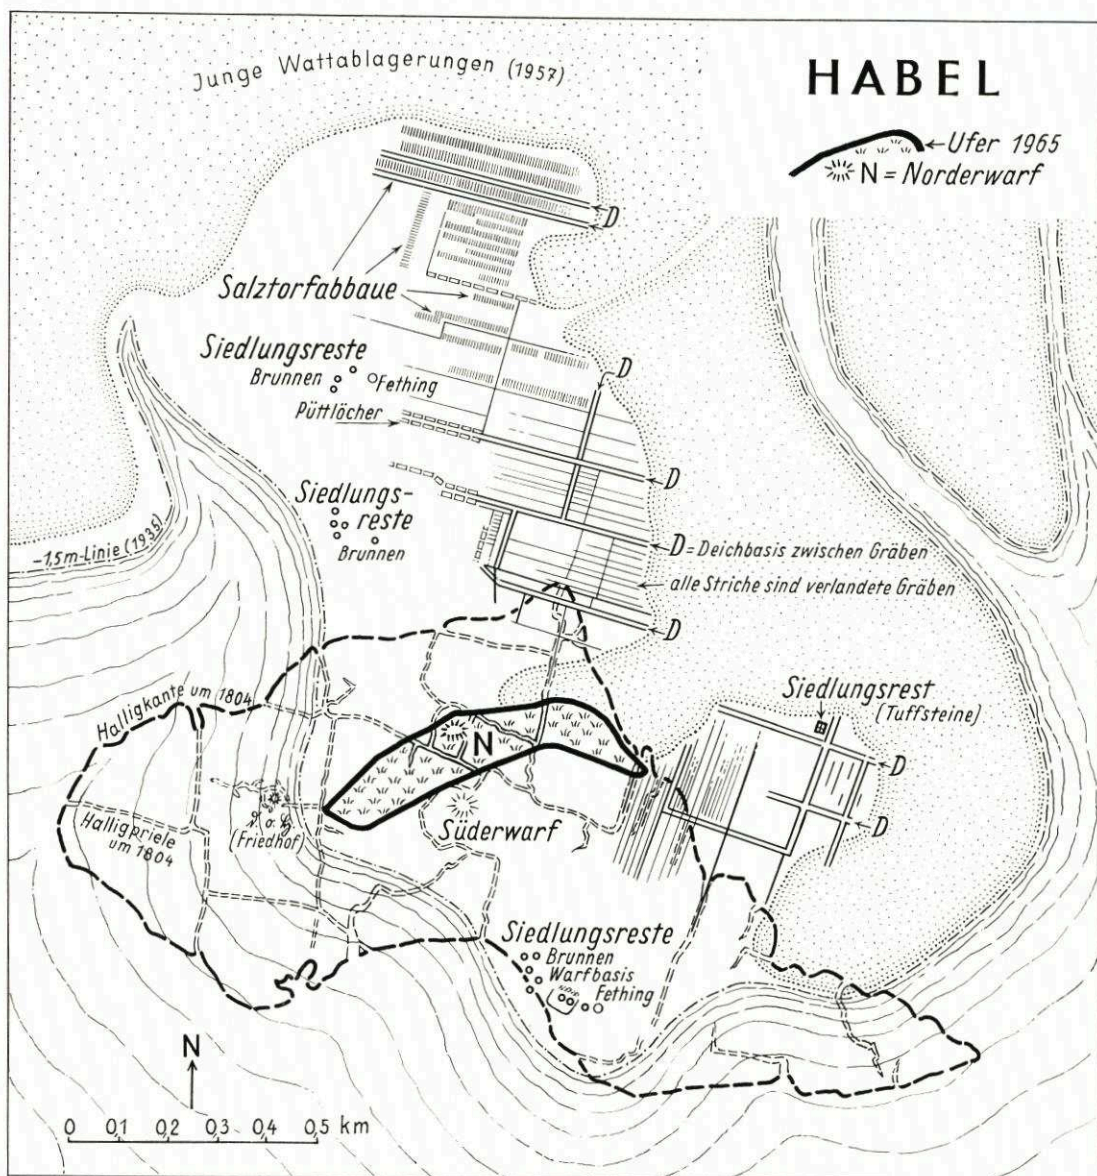 HABEL
Junge Wattablagerungen (1957)
←Ufer 1965
N = Norderwarf
D
Salztorfabbaue
Siedlungsreste
Brunnen
Fething
D
Püttlöcher
D
Siedlungs-
reste
Brunnen
-1,5m-Linie (1935)
D = Deichbasis zwischen Gräben
alle Striche sind verlandete Gräben
D
Halligkante um 1804
Siedlungsrest
(Tuffsteine)
N
D
Süderwarf
D
Halligpriele
um 1804
(Friedhof)
Siedlungsreste
Brunnen
Warfbasis
Fething
N
0 0,1 0,2 0,3 0,4 0,5 km